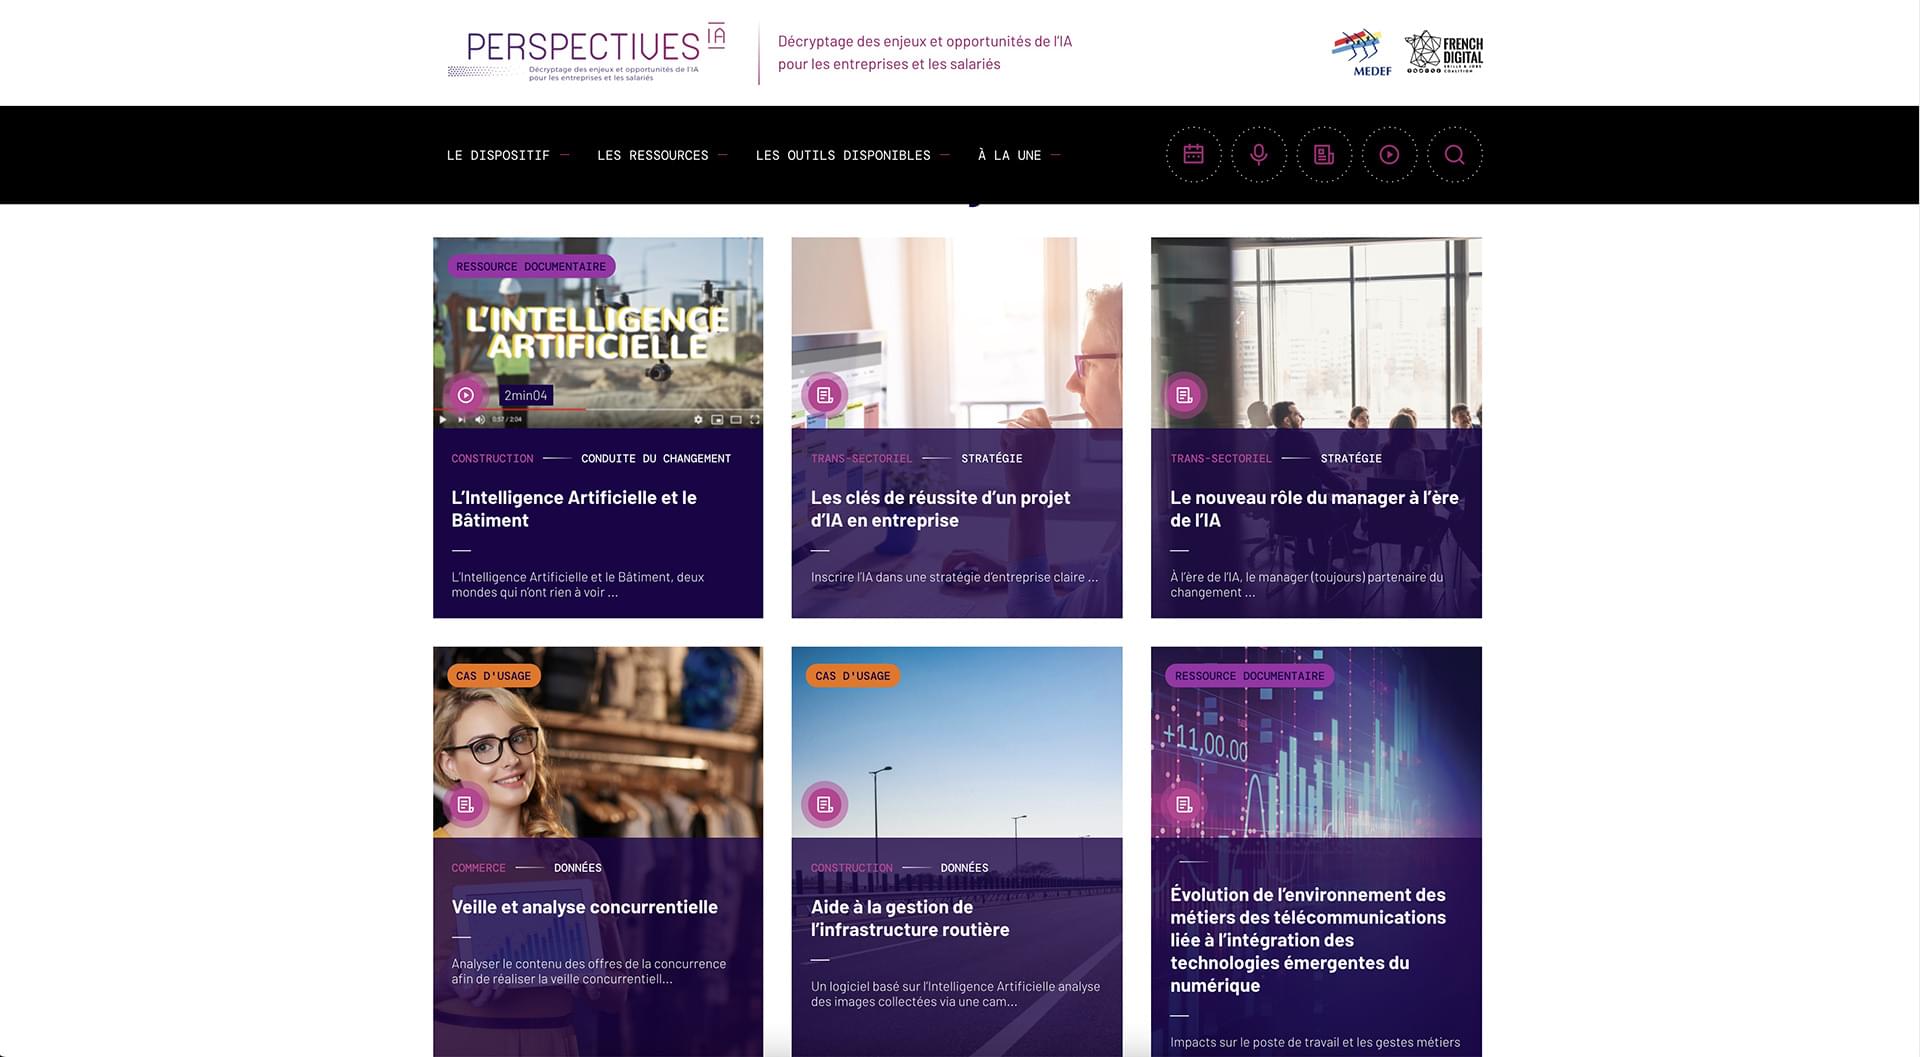 PERSPECTIVES IA
Décryptage des enjeux et opportunités de l'IA
pour les entreprises et les salariés
Décryptage des enjeux et opportunités de l'IA
pour les entreprises et les salariés
MEDEF
FRENCH
DIGITAL
SKILLS & JOBS
COALITION
LE DISPOSITIF
LES RESSOURCES
LES OUTILS DISPONIBLES
À LA UNE
RESSOURCE DOCUMENTAIRE
L'INTELLIGENCE
ARTIFICIELLE
2min04
0:57 / 2:04
CONSTRUCTION — CONDUITE DU CHANGEMENT
L'Intelligence Artificielle et le
Bâtiment
L'Intelligence Artificielle et le Bâtiment, deux
mondes qui n'ont rien à voir ...
TRANS-SECTORIEL — STRATÉGIE
Les clés de réussite d'un projet
d'IA en entreprise
Inscrire l'IA dans une stratégie d'entreprise claire ...
TRANS-SECTORIEL — STRATÉGIE
Le nouveau rôle du manager à l'ère
de l'IA
À l'ère de l'IA, le manager (toujours) partenaire du
changement ...
CAS D'USAGE
COMMERCE — DONNÉES
Veille et analyse concurrentielle
Analyser le contenu des offres de la concurrence
afin de réaliser la veille concurrentiell...
CAS D'USAGE
CONSTRUCTION — DONNÉES
Aide à la gestion de
l'infrastructure routière
Un logiciel basé sur l'Intelligence Artificielle analyse
des images collectées via une cam...
RESSOURCE DOCUMENTAIRE
+11,00.00
Évolution de l'environnement des
métiers des télécommunications
liée à l'intégration des
technologies émergentes du
numérique
Impacts sur le poste de travail et les gestes métiers